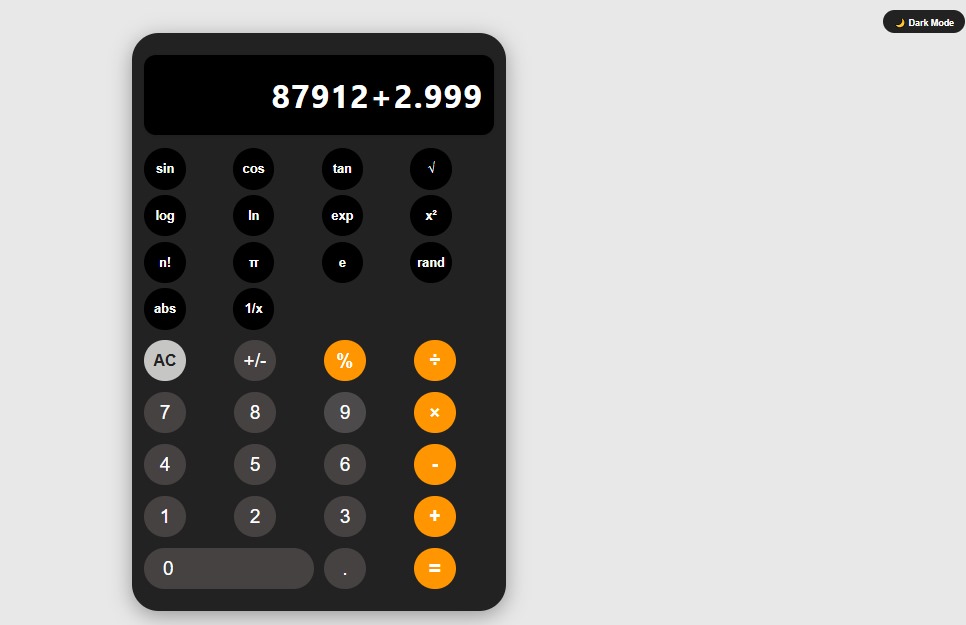 🌙 Dark Mode
87912+2.999
sin cos tan √
log ln exp x²
n! π e rand
abs 1/x
AC +/- % ÷
7 8 9 ×
4 5 6 -
1 2 3 +
0 . =